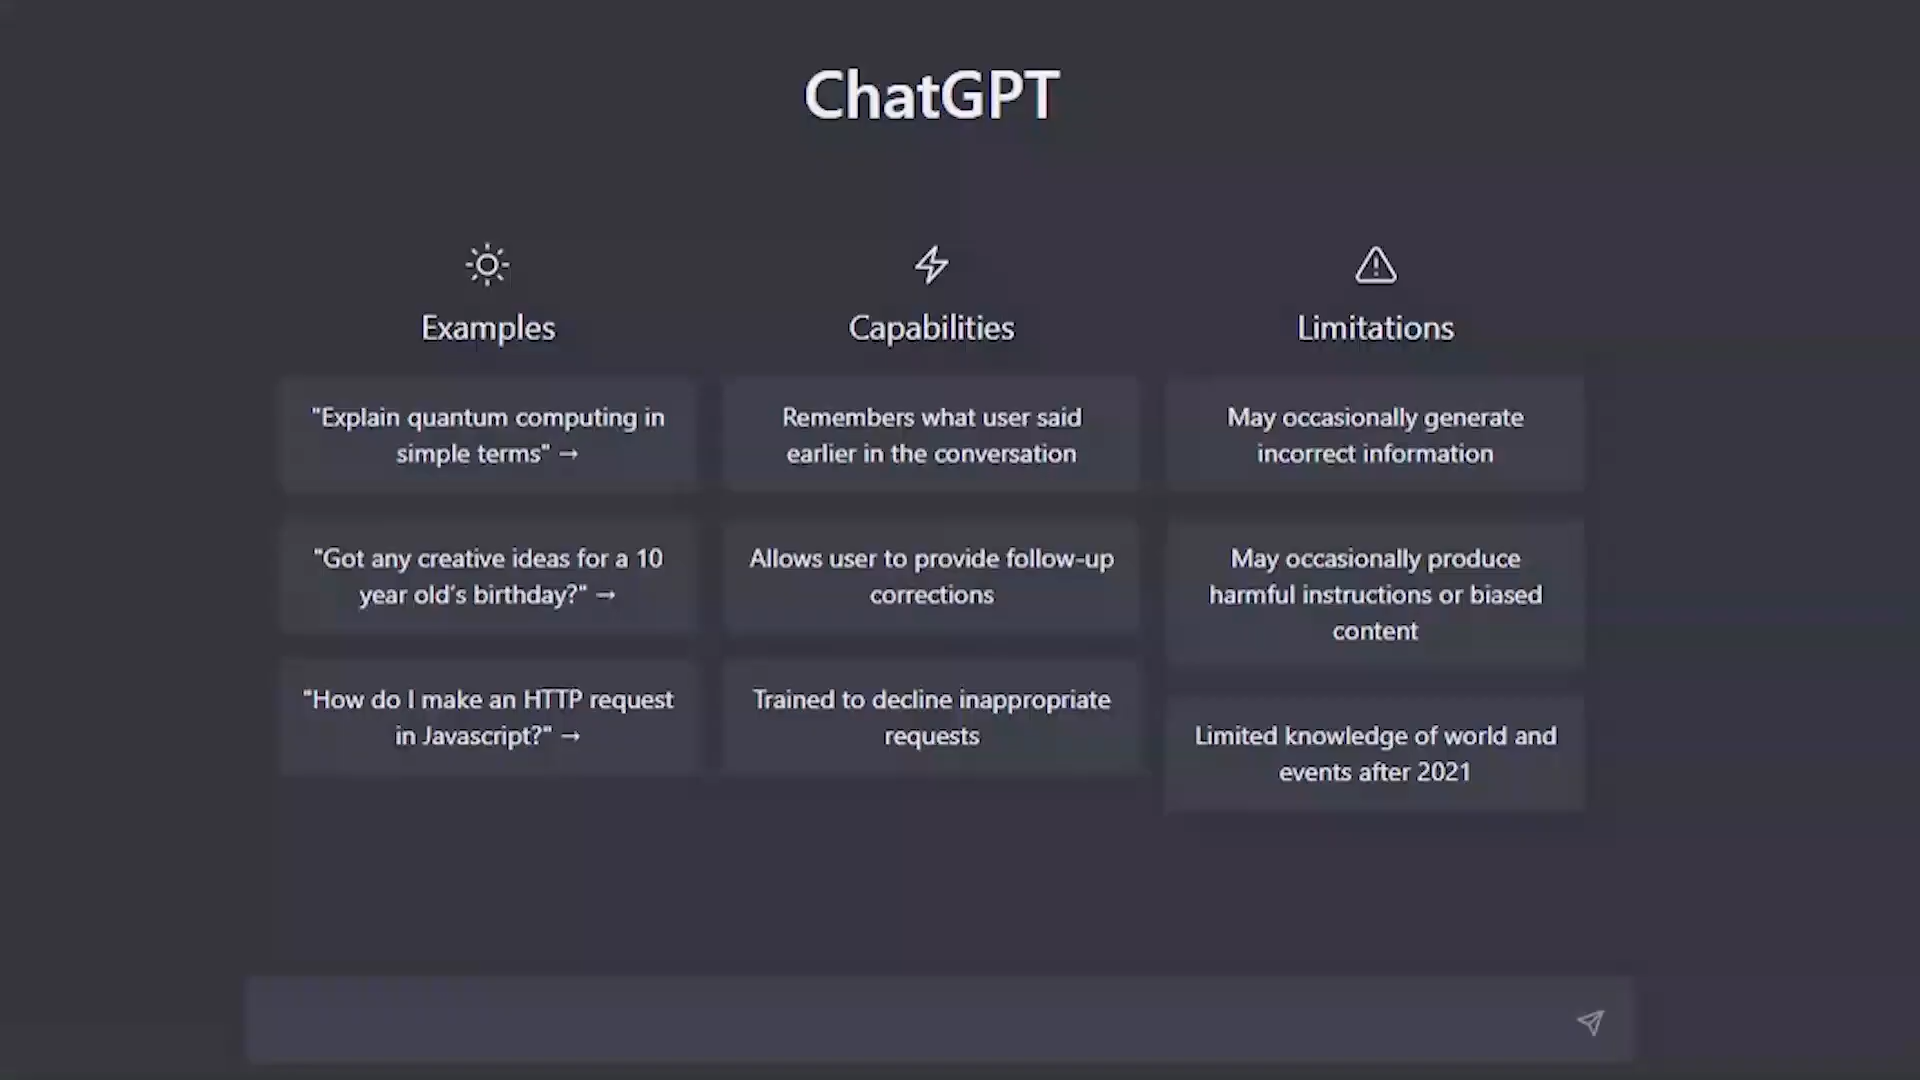 ChatGPT
Examples
"Explain quantum computing in
simple terms" →
"Got any creative ideas for a 10
year old's birthday?" →
"How do I make an HTTP request
in Javascript?" →
Capabilities
Remembers what user said
earlier in the conversation
Allows user to provide follow-up
corrections
Trained to decline inappropriate
requests
Limitations
May occasionally generate
incorrect information
May occasionally produce
harmful instructions or biased
content
Limited knowledge of world and
events after 2021